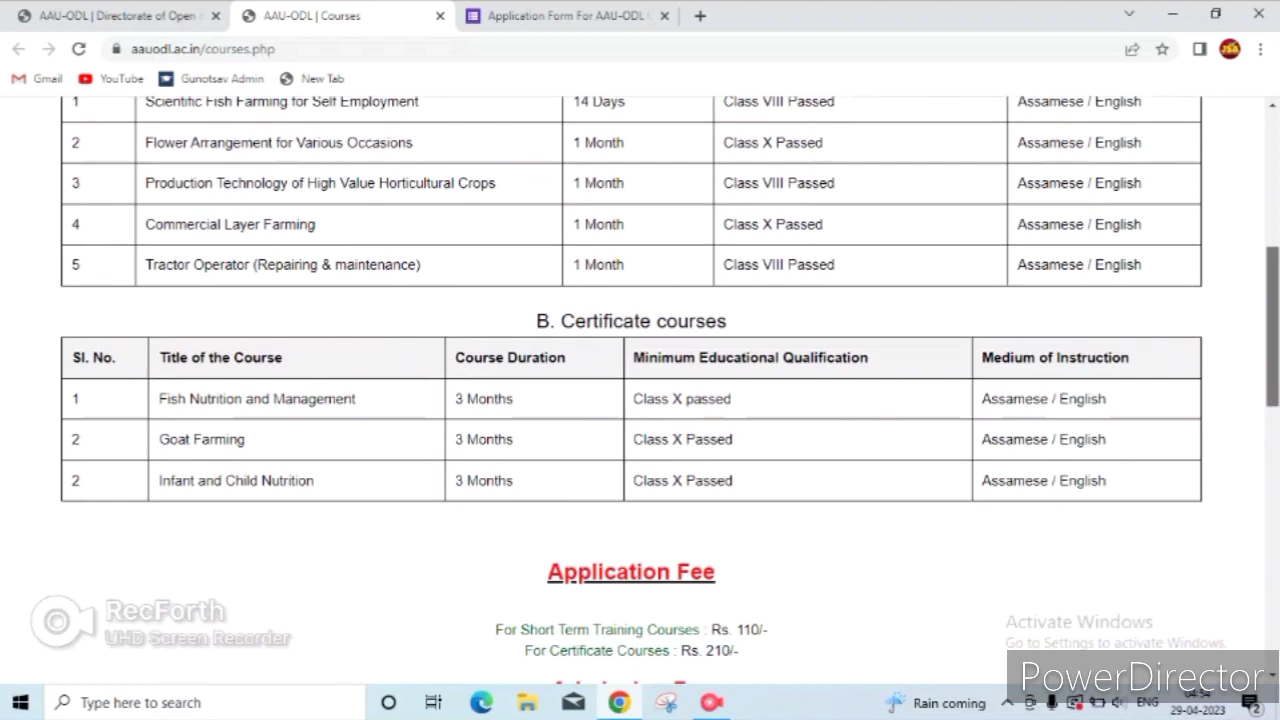 AAU-ODL | Directorate of Open
AAU-ODL | Courses
Application Form For AAU-ODL
aauodl.ac.in/courses.php
Gmail
YouTube
Gunotsav Admin
New Tab
1 Scientific Fish Farming for Self Employment 14 Days Class VIII Passed Assamese / English
2 Flower Arrangement for Various Occasions 1 Month Class X Passed Assamese / English
3 Production Technology of High Value Horticultural Crops 1 Month Class VIII Passed Assamese / English
4 Commercial Layer Farming 1 Month Class X Passed Assamese / English
5 Tractor Operator (Repairing & maintenance) 1 Month Class VIII Passed Assamese / English
B. Certificate courses
Sl. No. Title of the Course Course Duration Minimum Educational Qualification Medium of Instruction
1 Fish Nutrition and Management 3 Months Class X passed Assamese / English
2 Goat Farming 3 Months Class X Passed Assamese / English
2 Infant and Child Nutrition 3 Months Class X Passed Assamese / English
Application Fee
For Short Term Training Courses : Rs. 110/-
For Certificate Courses : Rs. 210/-
RecForth
UHD Screen Recorder
Activate Windows
Go to Settings to activate Windows.
PowerDirector
Type here to search
Rain coming
ENG
29-04-2023
2